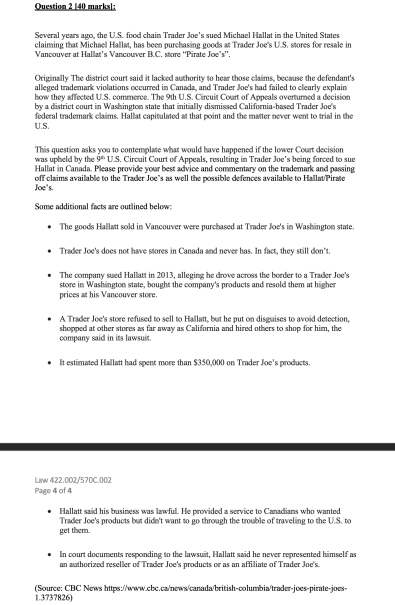 Question 2 [40 marks]:
Several years ago, the U.S. food chain Trader Joe's sued Michael Hallat in the United States
claiming that Michael Hallat, has been purchasing goods at Trader Joe's U.S. stores for resale in
Vancouver at Hallat's Vancouver B.C. store “Pirate Joe's”.
Originally The district court said it lacked authority to hear those claims, because the defendant's
alleged trademark violations occurred in Canada, and Trader Joe's had failed to clearly explain
how they affected U.S. commerce. The 9th U.S. Circuit Court of Appeals overturned a decision
by a district court in Washington state that initially dismissed California-based Trader Joe's
federal trademark claims. Hallat capitulated at that point and the matter never went to trial in the
U.S.
This question asks you to contemplate what would have happened if the lower Court decision
was upheld by the 9th U.S. Circuit Court of Appeals, resulting in Trader Joe's being forced to sue
Hallat in Canada. Please provide your best advice and commentary on the trademark and passing
off claims available to the Trader Joe's as well the possible defences available to Hallat/Pirate
Joe's.
Some additional facts are outlined below:
• The goods Hallatt sold in Vancouver were purchased at Trader Joe's in Washington state.
• Trader Joe's does not have stores in Canada and never has. In fact, they still don't.
• The company sued Hallatt in 2013, alleging he drove across the border to a Trader Joe's
store in Washington state, bought the company's products and resold them at higher
prices at his Vancouver store.
• A Trader Joe's store refused to sell to Hallatt, but he put on disguises to avoid detection,
shopped at other stores as far away as California and hired others to shop for him, the
company said in its lawsuit.
• It estimated Hallatt had spent more than $350,000 on Trader Joe's products.
Law 422.002/570C.002
Page 4 of 4
• Hallatt said his business was lawful. He provided a service to Canadians who wanted
Trader Joe's products but didn't want to go through the trouble of traveling to the U.S. to
get them.
• In court documents responding to the lawsuit, Hallatt said he never represented himself as
an authorized reseller of Trader Joe's products or as an affiliate of Trader Joe's.
(Source: CBC News https://www.cbc.ca/news/canada/british-columbia/trader-joes-pirate-joes-
1.3737826)